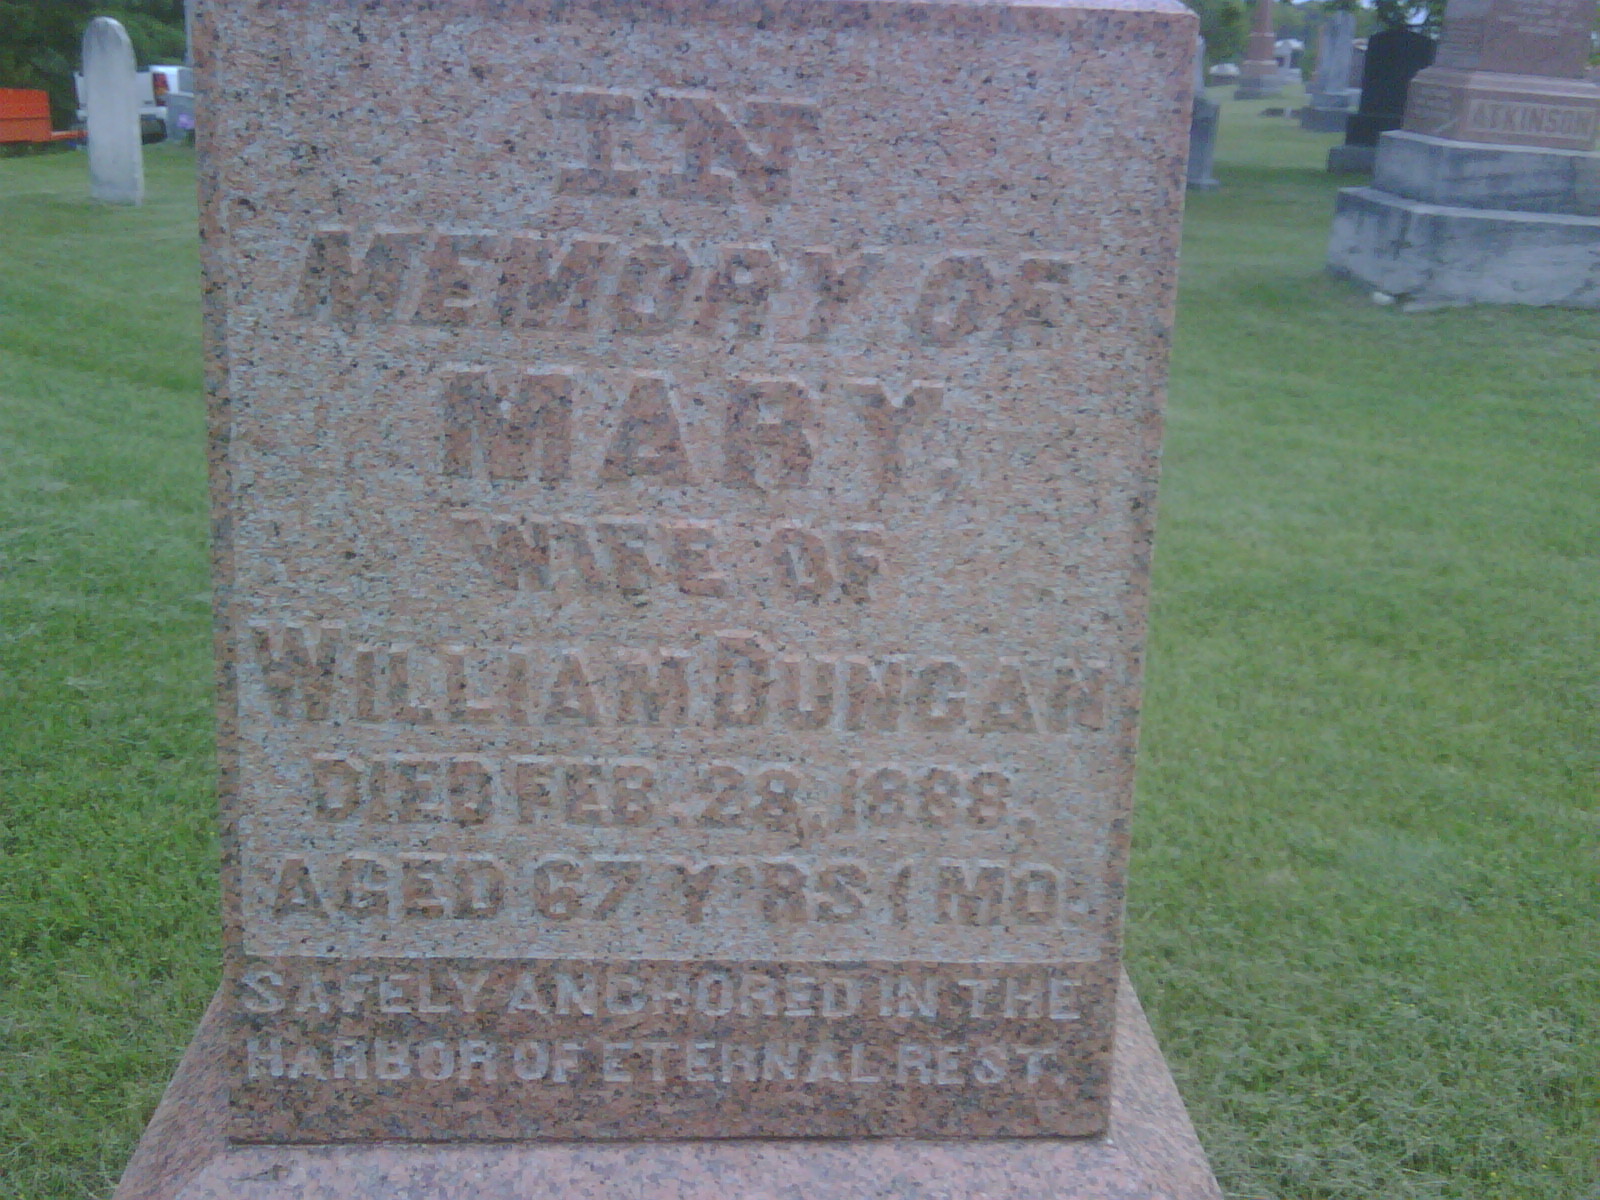 IN
MEMORY OF
MARY,
WIFE OF
WILLIAM DUNCAN
DIED FEB. 28, 1888,
AGED 67 Y'RS 1 MO.
SAFELY ANCHORED IN THE
HARBOR OF ETERNAL REST.
ATKINSON